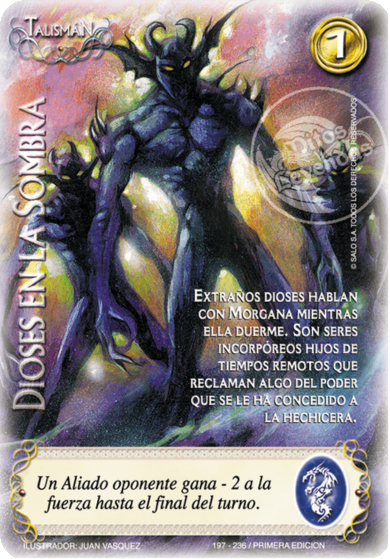 TALISMAN
1
DIOSES EN LA SOMBRA
Mitos y Leyendas
© SALO S.A. TODOS LOS DERECHOS RESERVADOS
EXTRAÑOS DIOSES HABLAN
CON MORGANA MIENTRAS
ELLA DUERME. SON SERES
INCORPÓREOS HIJOS DE
TIEMPOS REMOTOS QUE
RECLAMAN ALGO DEL PODER
QUE SE LE HA CONCEDIDO A
LA HECHICERA.
Un Aliado oponente gana - 2 a la
fuerza hasta el final del turno.
ILUSTRADOR: JUAN VASQUEZ
197 - 236 / PRIMERA EDICION